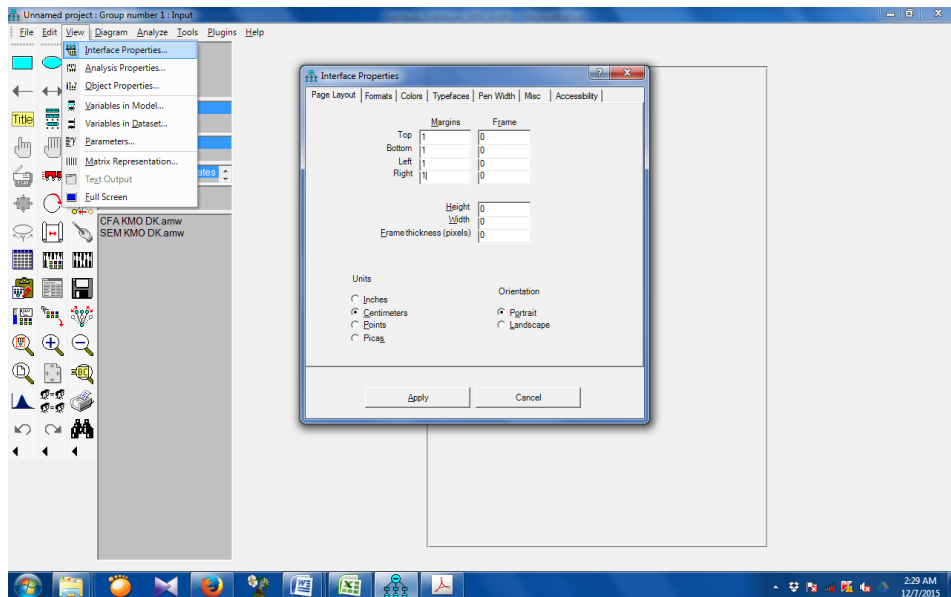 Unnamed project : Group number 1 : Input
File Edit View Diagram Analyze Tools Plugins Help
Interface Properties...
Analysis Properties...
Object Properties...
Variables in Model...
Variables in Dataset...
Parameters...
Matrix Representation...
Text Output
Full Screen
Title
ates
CFA KMO DK.amw
SEM KMO DK.amw
Interface Properties
Page Layout Formats Colors Typefaces Pen Width Misc Accessibility
Margins Frame
Top 1 0
Bottom 1 0
Left 1 0
Right 1 0
Height 0
Width 0
Frame thickness (pixels) 0
Units
Inches
Centimeters
Points
Picas
Orientation
Portrait
Landscape
Apply Cancel
2:29 AM
12/7/2015